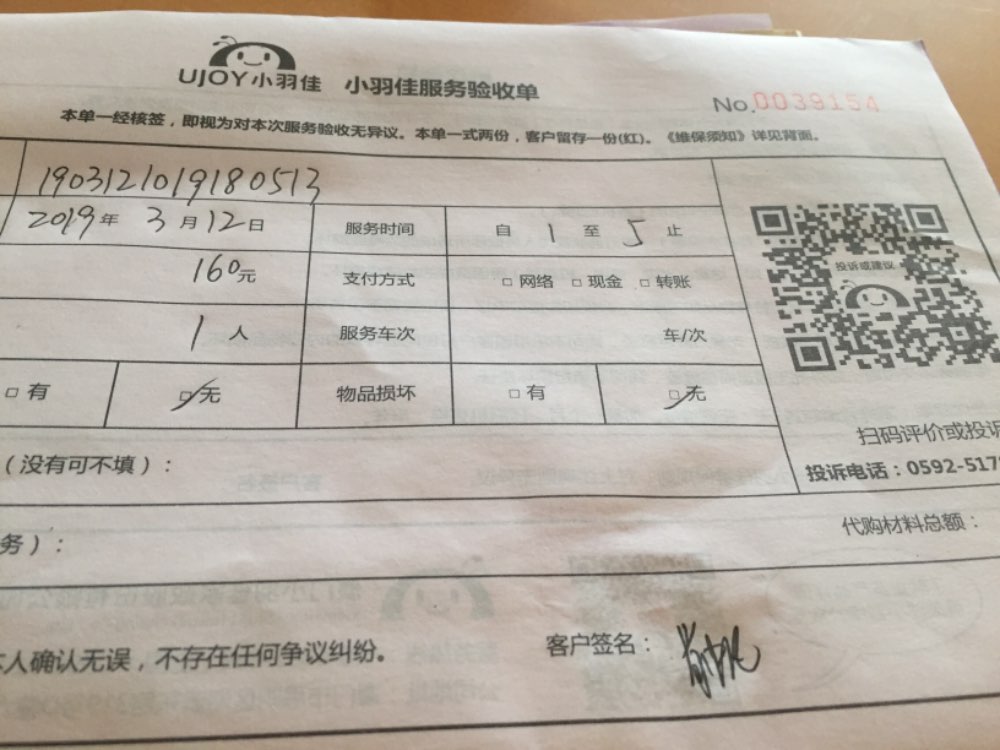 UJOY小羽佳 小羽佳服务验收单
No.0039154
本单一经核签，即视为对本次服务验收无异议。本单一式两份，客户留存一份(红)。《维保须知》详见背面。
1903121019180513
2019年3月12日 服务时间 自1至5止
160元 支付方式 □网络 □现金 □转账
投诉或建议
1人 服务车次 车/次
□有 □无 物品损坏 □有 □无
扫码评价或投诉
（没有可不填）：
投诉电话：0592-517
代购材料总额：
务）：
本人确认无误，不存在任何争议纠纷。
客户签名：